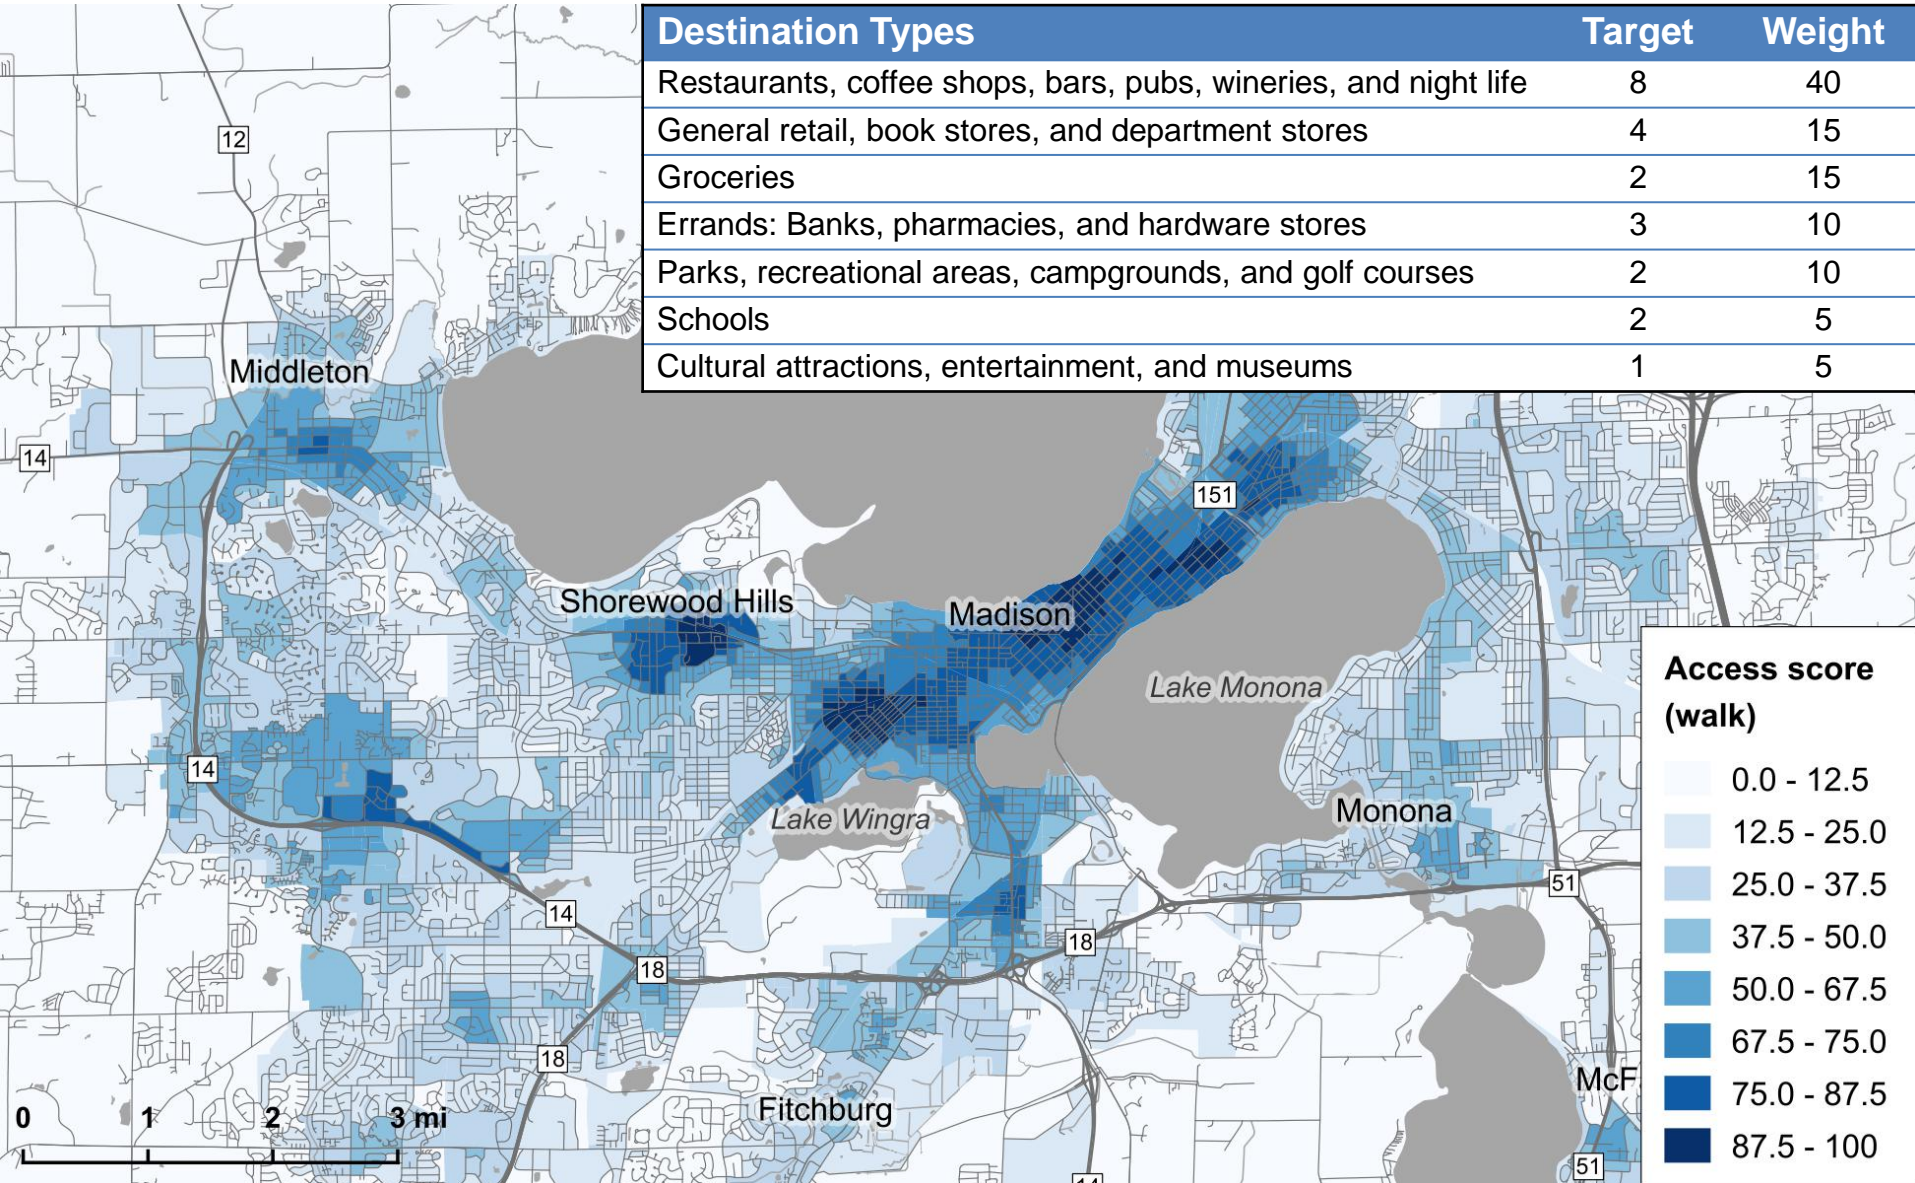 Destination Types Target Weight
Restaurants, coffee shops, bars, pubs, wineries, and night life 8 40
General retail, book stores, and department stores 4 15
Groceries 2 15
Errands: Banks, pharmacies, and hardware stores 3 10
Parks, recreational areas, campgrounds, and golf courses 2 10
Schools 2 5
Cultural attractions, entertainment, and museums 1 5
12
Middleton
14
151
Shorewood Hills
Madison
Lake Monona
14
Lake Wingra
Monona
51
14
18
18
18
Fitchburg
McF
51
14
0 1 2 3 mi
Access score
(walk)
0.0 - 12.5
12.5 - 25.0
25.0 - 37.5
37.5 - 50.0
50.0 - 67.5
67.5 - 75.0
75.0 - 87.5
87.5 - 100